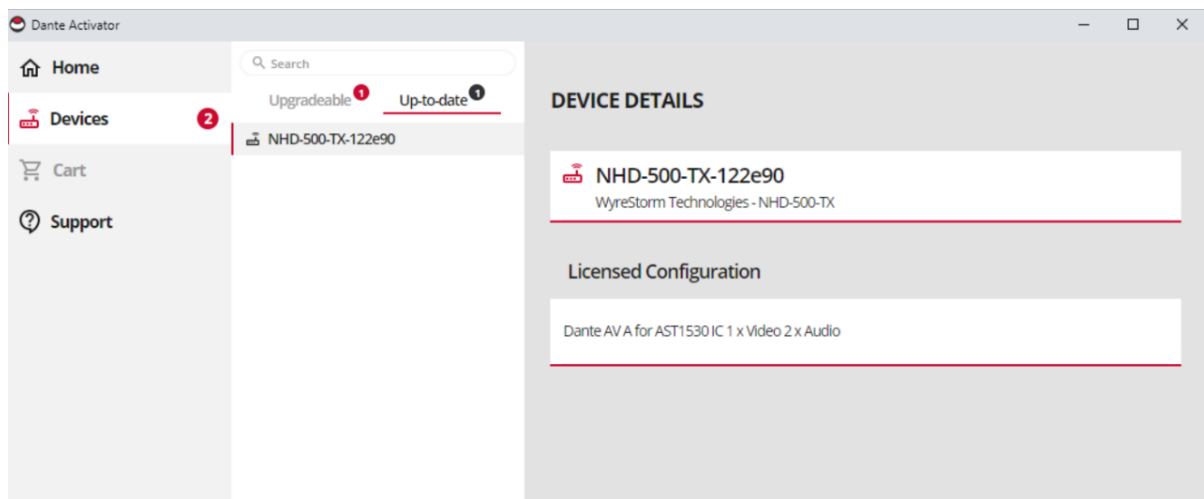 Dante Activator
Home
Devices
2
Cart
Support
Search
Upgradeable 1
Up-to-date 1
NHD-500-TX-122e90
DEVICE DETAILS
NHD-500-TX-122e90
WyreStorm Technologies - NHD-500-TX
Licensed Configuration
Dante AV A for AST1530 IC 1 x Video 2 x Audio